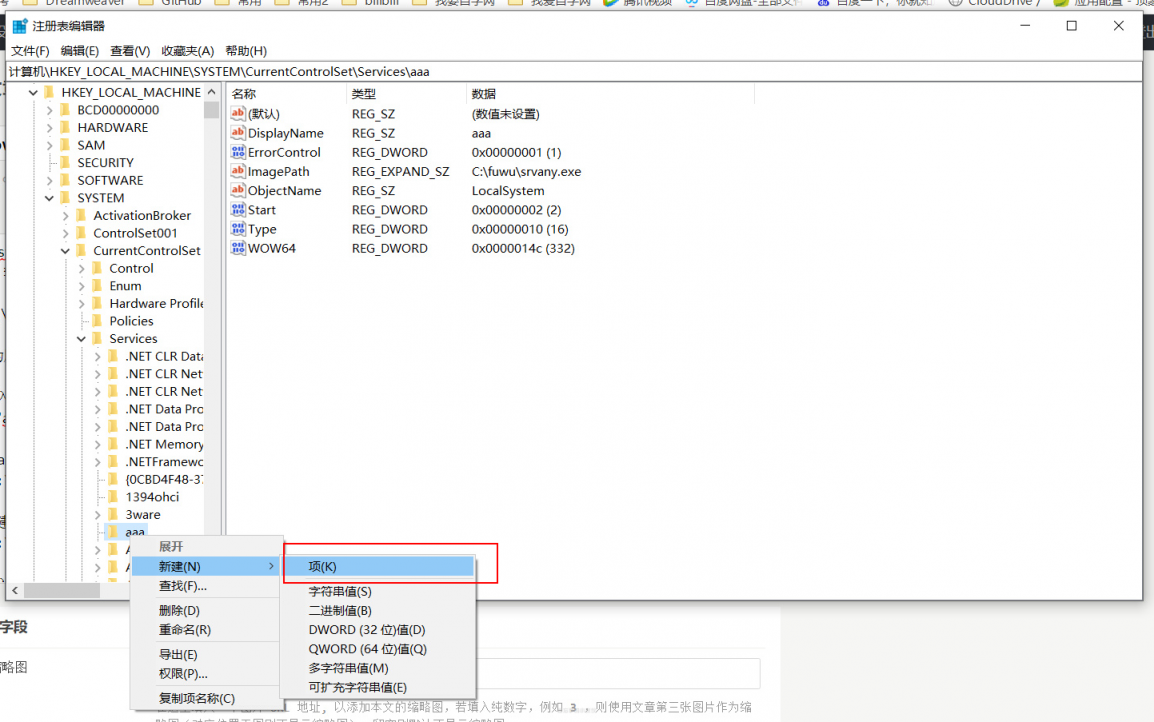 Dreamweaver GitHub 常用 常用2 bilibili 我要自学网 我爱自学网 腾讯视频 百度网盘-全部文 百度一下，你就知 CloudDrive
注册表编辑器
文件(F) 编辑(E) 查看(V) 收藏夹(A) 帮助(H)
计算机\HKEY_LOCAL_MACHINE\SYSTEM\CurrentControlSet\Services\aaa
HKEY_LOCAL_MACHINE
BCD00000000
HARDWARE
SAM
SECURITY
SOFTWARE
SYSTEM
ActivationBroker
ControlSet001
CurrentControlSet
Control
Enum
Hardware Profile
Policies
Services
.NET CLR Data
.NET CLR Net
.NET CLR Net
.NET Data Pro
.NET Data Pro
.NET Memory
.NETFramewo
{0CBD4F48-37
1394ohci
3ware
aaa
名称 类型 数据
(默认) REG_SZ (数值未设置)
DisplayName REG_SZ aaa
ErrorControl REG_DWORD 0x00000001 (1)
ImagePath REG_EXPAND_SZ C:\fuwu\srvany.exe
ObjectName REG_SZ LocalSystem
Start REG_DWORD 0x00000002 (2)
Type REG_DWORD 0x00000010 (16)
WOW64 REG_DWORD 0x0000014c (332)
展开
新建(N)
查找(F)...
删除(D)
重命名(R)
导出(E)
权限(P)...
复制项名称(C)
项(K)
字符串值(S)
二进制值(B)
DWORD (32 位)值(D)
QWORD (64 位)值(Q)
多字符串值(M)
可扩充字符串值(E)
字段
缩略图
地址, 以添加本文的缩略图，若填入纯数字，例如 3 ，则使用文章第三张图片作为缩